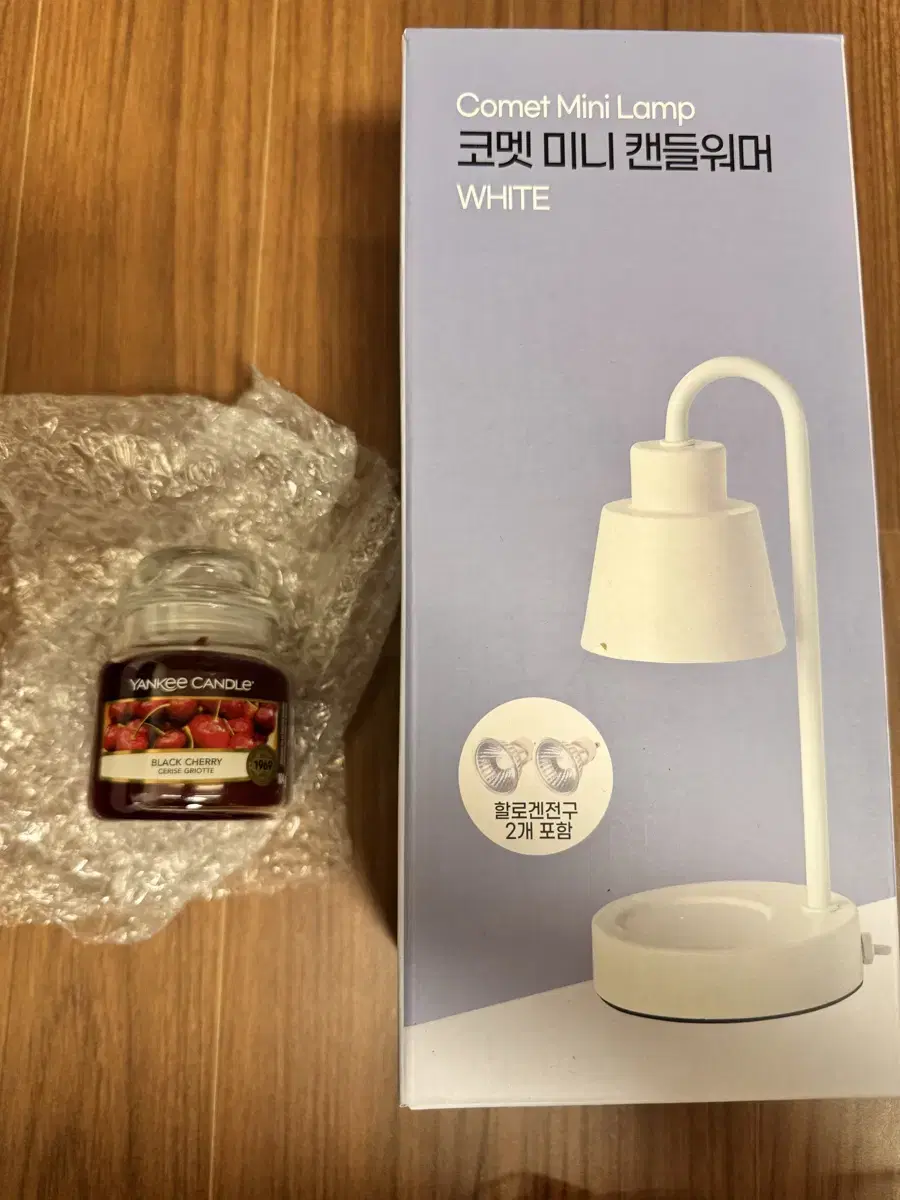 Comet Mini Lamp
코멧 미니 캔들워머
WHITE
할로겐전구
2개 포함
YANKEE CANDLE
BLACK CHERRY
CERISE GRIOTTE
1969